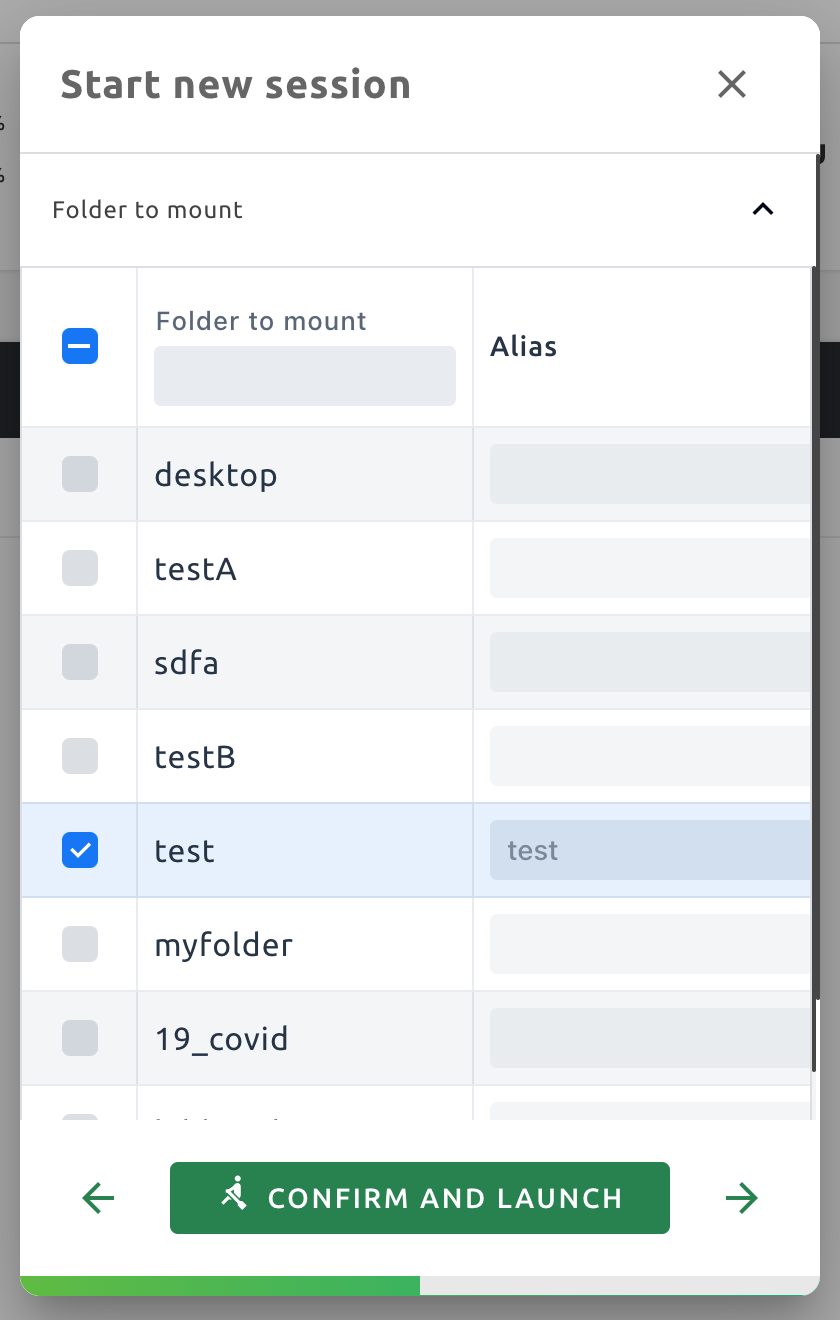 Start new session
Folder to mount
Folder to mount
Alias
desktop
testA
sdfa
testB
test
test
myfolder
19_covid
CONFIRM AND LAUNCH